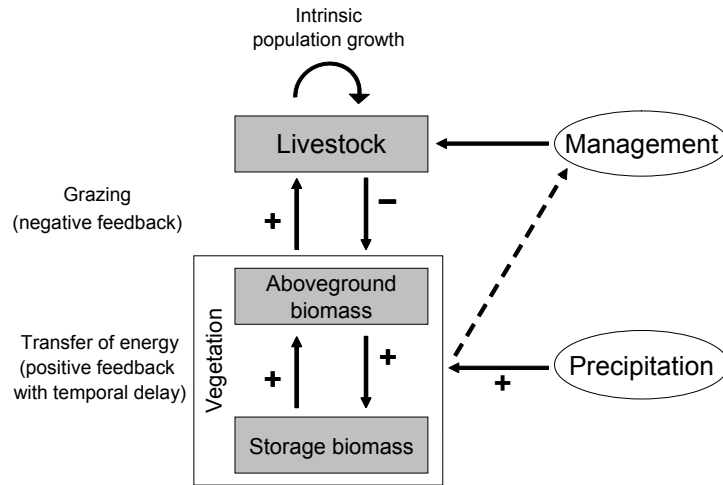 Intrinsic
population growth
Livestock
Management
Grazing
(negative feedback)
+
−
Aboveground
biomass
Vegetation
Transfer of energy
(positive feedback
with temporal delay)
+
+
Precipitation
+
Storage biomass